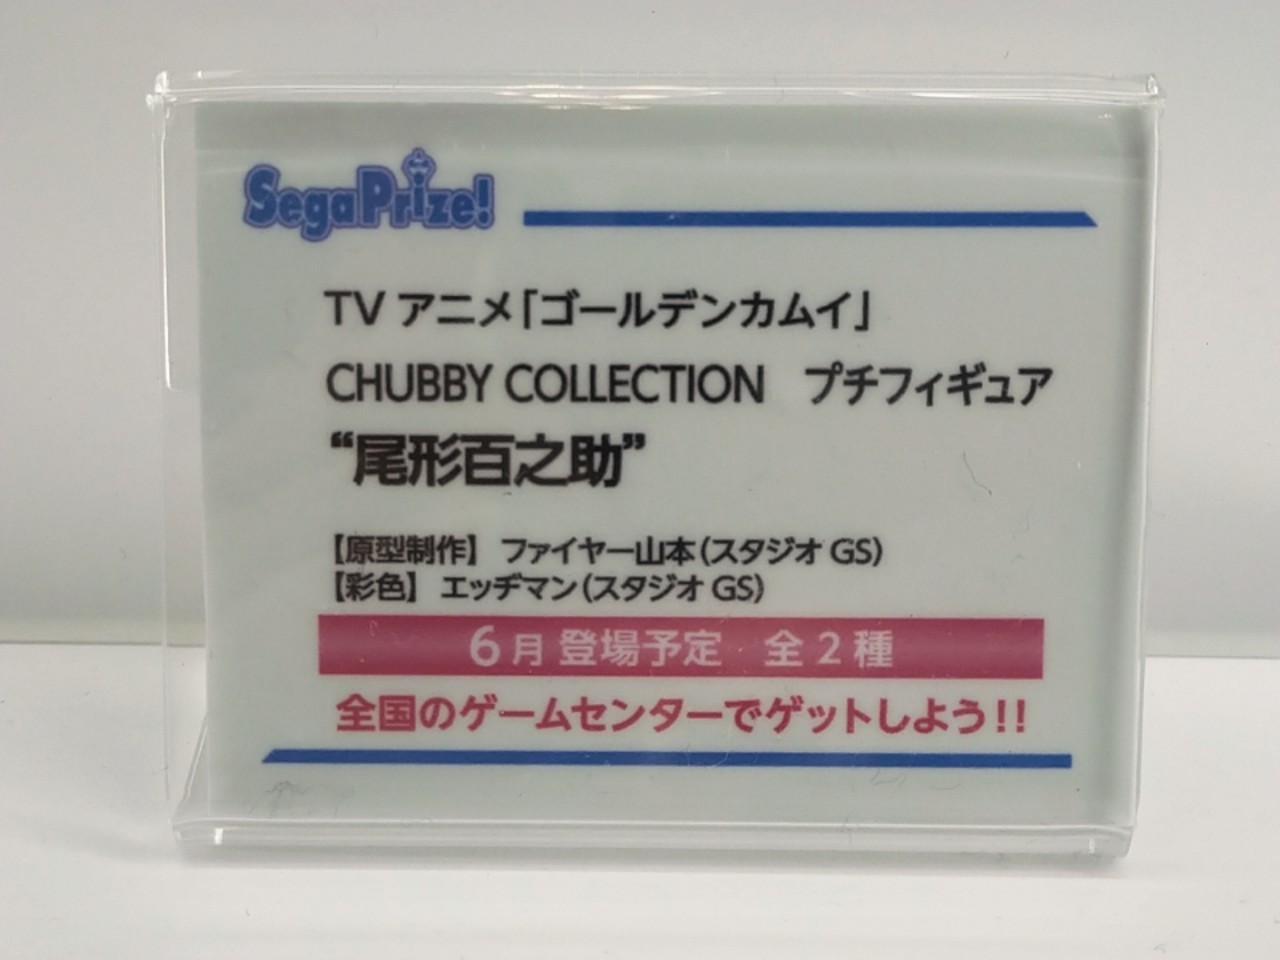 SegaPrize!
TV アニメ「ゴールデンカムイ」
CHUBBY COLLECTION　プチフィギュア
“尾形百之助”
【原型制作】 ファイヤー山本(スタジオ GS)
【彩色】 エッヂマン(スタジオ GS)
6月 登場予定　全2種
全国のゲームセンターでゲットしよう!!